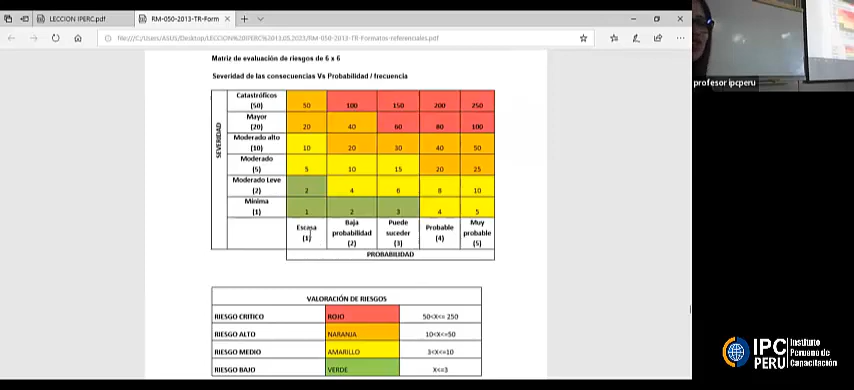 LECCION IPERC.pdf
RM-050-2013-TR-Form
file:///C:/Users/ASUS/Desktop/LECCION%20IPERC%2013.05.2023/RM-050-2013-TR-Formatos-referenciales.pdf
profesor ipcperu
Matriz de evaluación de riesgos de 6 x 6
Severidad de las consecuencias Vs Probabilidad / frecuencia
SEVERIDAD
Catastróficos
(50) 50 100 150 200 250
Mayor
(20) 20 40 60 80 100
Moderado alto
(10) 10 20 30 40 50
Moderado
(5) 5 10 15 20 25
Moderado Leve
(2) 2 4 6 8 10
Mínima
(1) 1 2 3 4 5
Escasa
(1)
Baja
probabilidad
(2)
Puede
suceder
(3)
Probable
(4)
Muy
probable
(5)
PROBABILIDAD
VALORACIÓN DE RIESGOS
RIESGO CRITICO ROJO 50<X<= 250
RIESGO ALTO NARANJA 10<X<=50
RIESGO MEDIO AMARILLO 3<X<=10
RIESGO BAJO VERDE X<=3
IPC
PERU
Instituto
Peruano de
Capacitación